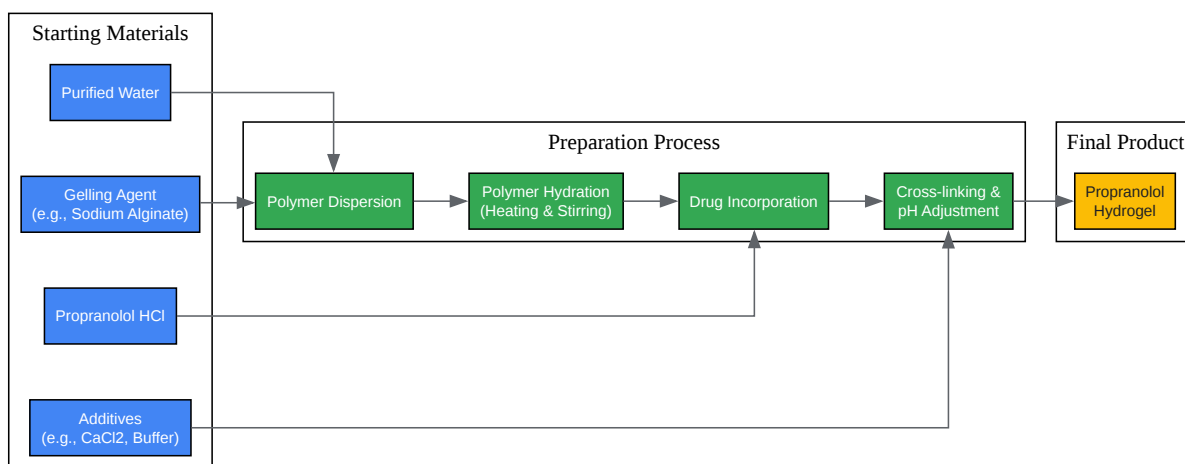 Starting Materials
Purified Water
Gelling Agent
(e.g., Sodium Alginate)
Propranolol HCl
Additives
(e.g., CaCl2, Buffer)
Preparation Process
Polymer Dispersion
Polymer Hydration
(Heating & Stirring)
Drug Incorporation
Cross-linking &
pH Adjustment
Final Product
Propranolol
Hydrogel